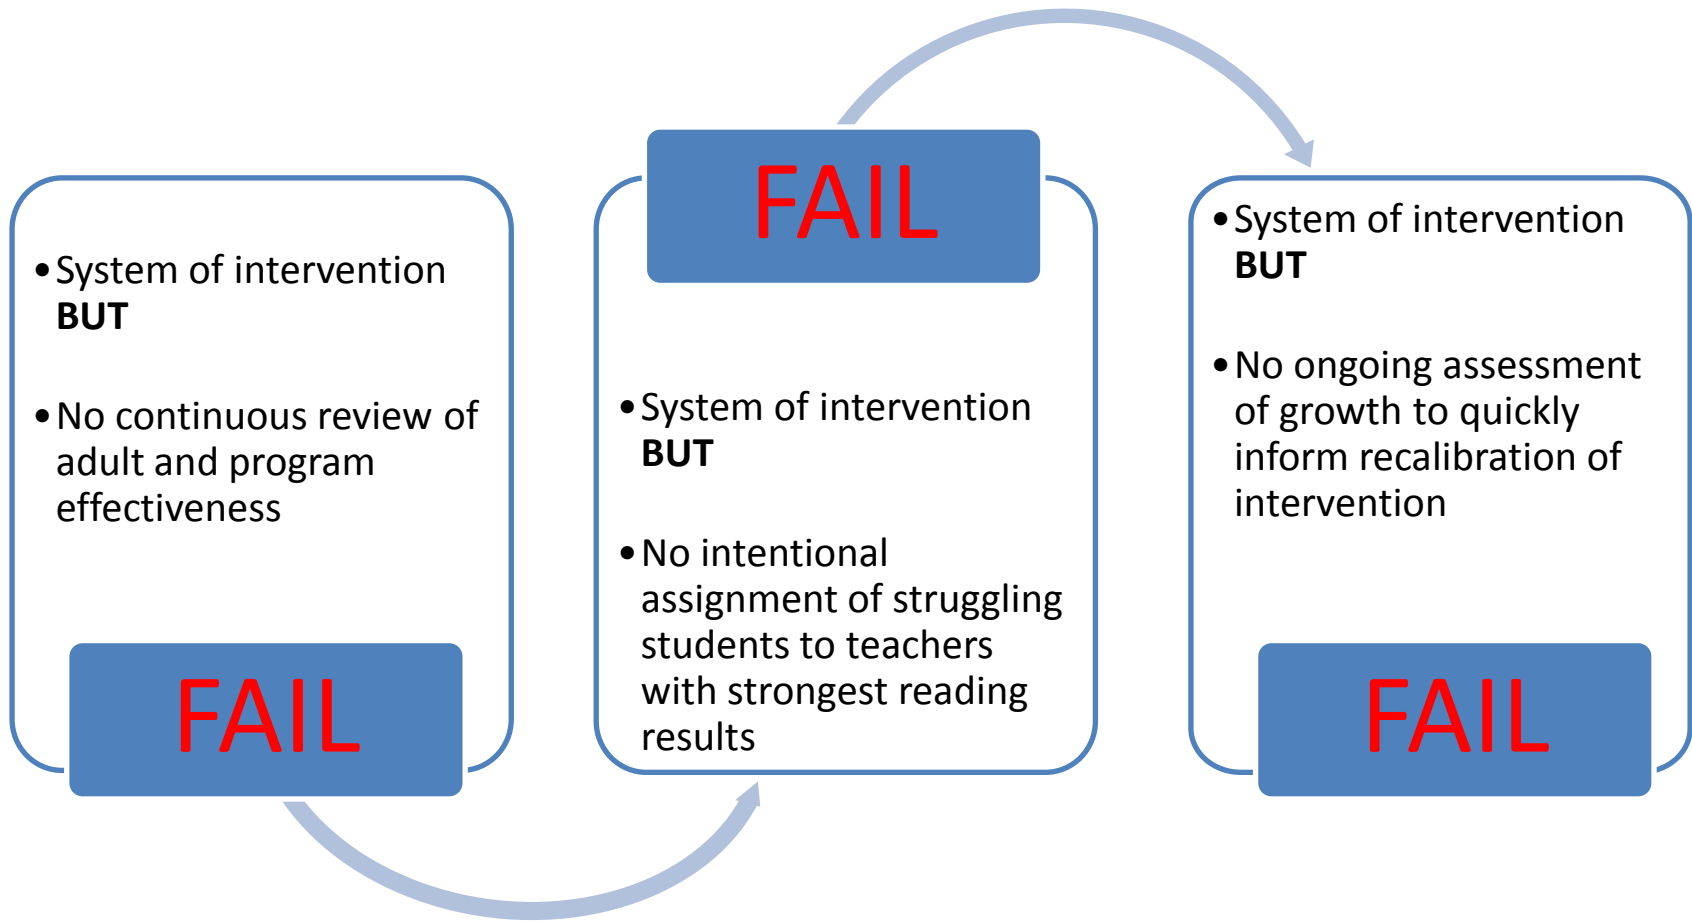 •System of intervention
BUT
•No continuous review of
adult and program
effectiveness
FAIL
FAIL
•System of intervention
BUT
•No intentional
assignment of struggling
students to teachers
with strongest reading
results
•System of intervention
BUT
•No ongoing assessment
of growth to quickly
inform recalibration of
intervention
FAIL